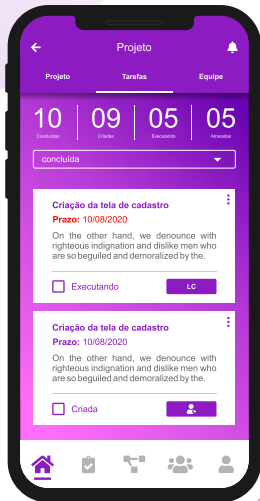 Projeto
Projeto Tarefas Equipe
10 09 05 05
Concluídas Criadas Executando Atrasadas
concluída
Criação da tela de cadastro
Prazo: 10/08/2020
On the other hand, we denounce with
righteous indignation and dislike men who
are so beguiled and demoralized by the.
Executando LC
Criação da tela de cadastro
Prazo: 10/08/2020
On the other hand, we denounce with
righteous indignation and dislike men who
are so beguiled and demoralized by the.
Criada